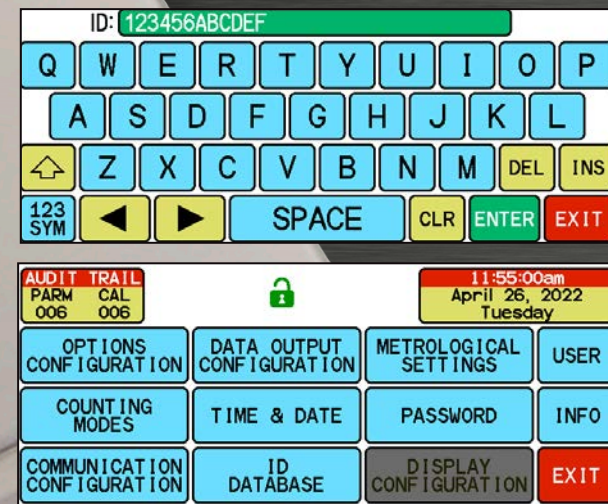 ID: 123456ABCDEF
Q W E R T Y U I O P
A S D F G H J K L
Z X C V B N M DEL INS
123
SYM
SPACE CLR ENTER EXIT
AUDIT TRAIL
PARM CAL
006 006
11:55:00am
April 26, 2022
Tuesday
OPTIONS
CONFIGURATION
DATA OUTPUT
CONFIGURATION
METROLOGICAL
SETTINGS
USER
COUNTING
MODES
TIME & DATE
PASSWORD
INFO
COMMUNICATION
CONFIGURATION
ID
DATABASE
DISPLAY
CONFIGURATION
EXIT